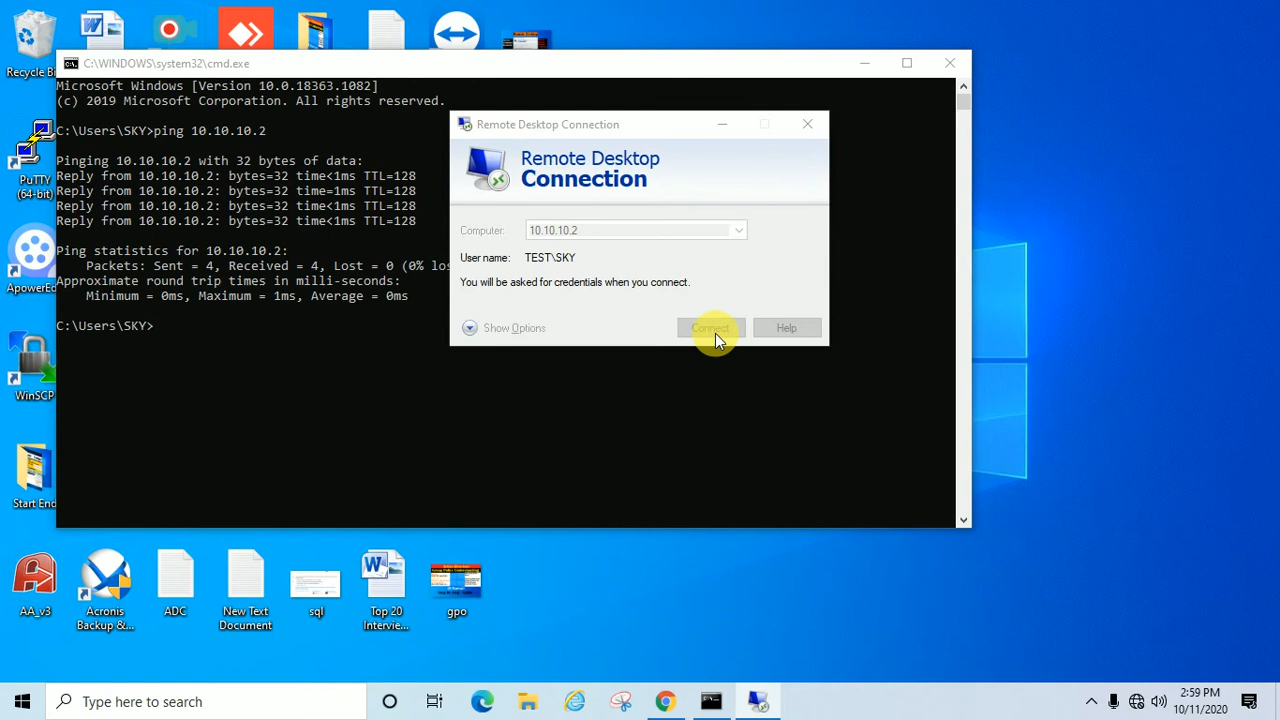 Recycle Bi
C:\WINDOWS\system32\cmd.exe
Microsoft Windows [Version 10.0.18363.1082]
(c) 2019 Microsoft Corporation. All rights reserved.
C:\Users\SKY>ping 10.10.10.2
Pinging 10.10.10.2 with 32 bytes of data:
Reply from 10.10.10.2: bytes=32 time<1ms TTL=128
Reply from 10.10.10.2: bytes=32 time=1ms TTL=128
Reply from 10.10.10.2: bytes=32 time<1ms TTL=128
Reply from 10.10.10.2: bytes=32 time<1ms TTL=128
Ping statistics for 10.10.10.2:
Packets: Sent = 4, Received = 4, Lost = 0 (0% los
Approximate round trip times in milli-seconds:
Minimum = 0ms, Maximum = 1ms, Average = 0ms
C:\Users\SKY>
Remote Desktop Connection
Remote Desktop
Connection
Computer: 10.10.10.2
User name: TEST\SKY
You will be asked for credentials when you connect.
Show Options
Connect
Help
PuTTY
(64-bit)
ApowerEd
WinSCP
Start End
AA_v3
Acronis
Backup &...
ADC
New Text
Document
sql
Top 20
Intervie...
gpo
Type here to search
2:59 PM
10/11/2020